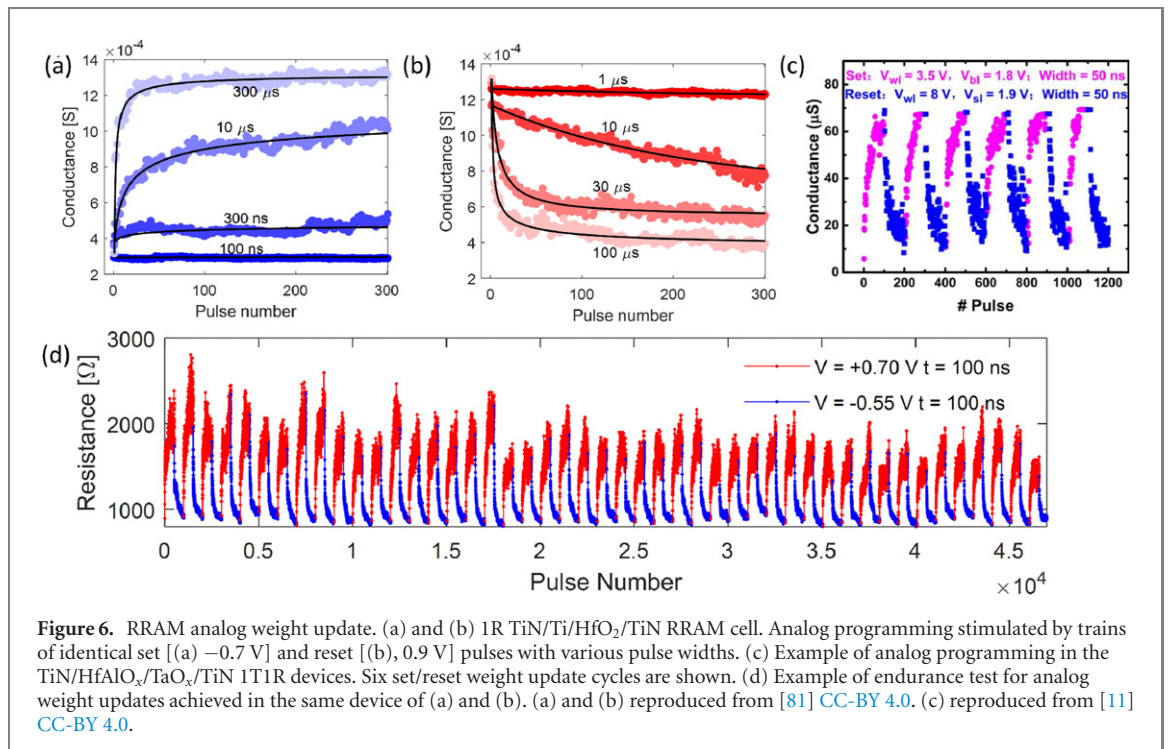 (a)
× 10⁻⁴
14
12
10
8
6
4
2
Conductance [S]
300 μs
10 μs
300 ns
100 ns
0
100
200
300
Pulse number
(b)
× 10⁻⁴
14
12
10
8
6
4
2
Conductance [S]
1 μs
10 μs
30 μs
100 μs
0
100
200
300
Pulse number
(c)
Set: Vwl = 3.5 V, Vbl = 1.8 V; Width = 50 ns
Reset: Vwl = 8 V, Vsl = 1.9 V; Width = 50 ns
80
60
40
20
0
Conductance (μS)
0 200 400 600 800 1000 1200
# Pulse
(d)
3000
2000
1000
Resistance [Ω]
V = +0.70 V t = 100 ns
V = -0.55 V t = 100 ns
0 0.5 1 1.5 2 2.5 3 3.5 4 4.5
× 10⁴
Pulse Number
Figure 6. RRAM analog weight update. (a) and (b) 1R TiN/Ti/HfO₂/TiN RRAM cell. Analog programming stimulated by trains
of identical set [(a) −0.7 V] and reset [(b), 0.9 V] pulses with various pulse widths. (c) Example of analog programming in the
TiN/HfAlOₓ/TaOₓ/TiN 1T1R devices. Six set/reset weight update cycles are shown. (d) Example of endurance test for analog
weight updates achieved in the same device of (a) and (b). (a) and (b) reproduced from [81] CC-BY 4.0. (c) reproduced from [11]
CC-BY 4.0.